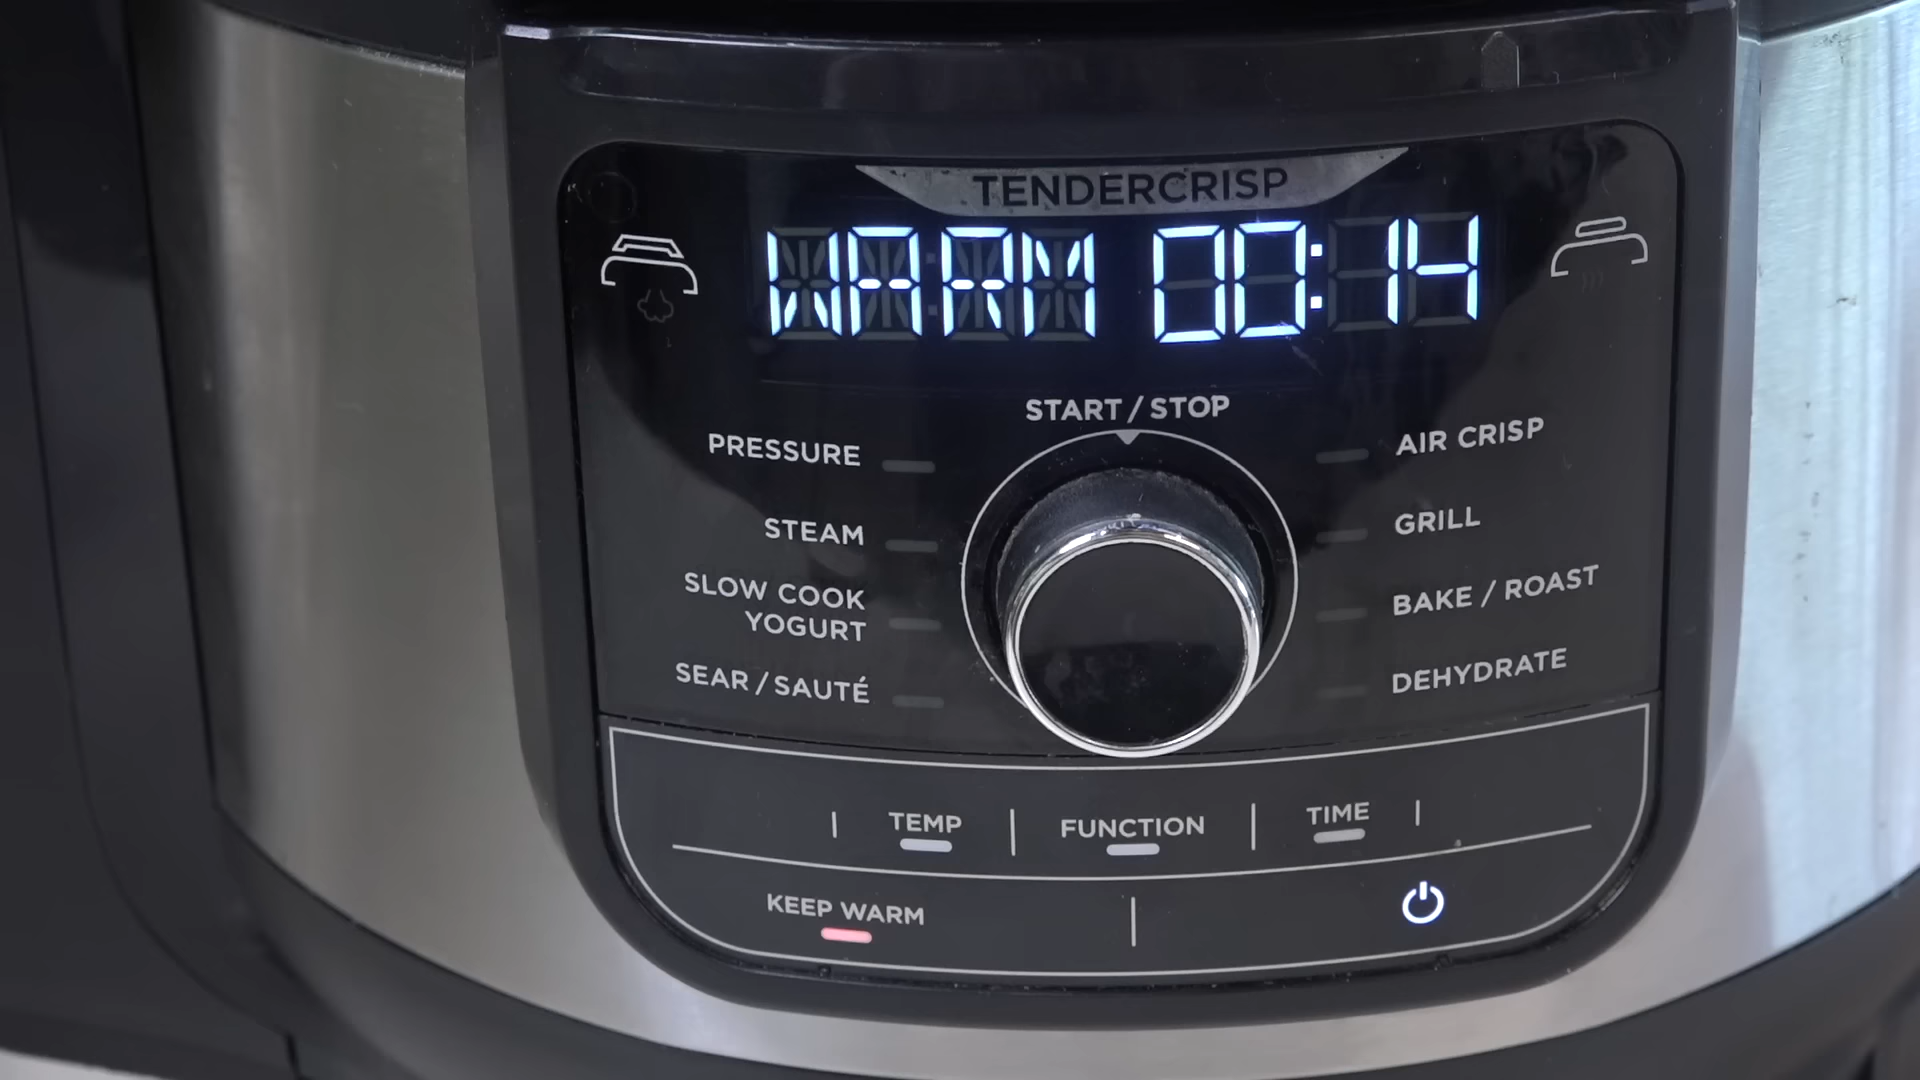 TENDERCRISP
WARM 00:14
START / STOP
PRESSURE
AIR CRISP
STEAM
GRILL
SLOW COOK
YOGURT
BAKE / ROAST
SEAR / SAUTÉ
DEHYDRATE
TEMP
FUNCTION
TIME
KEEP WARM